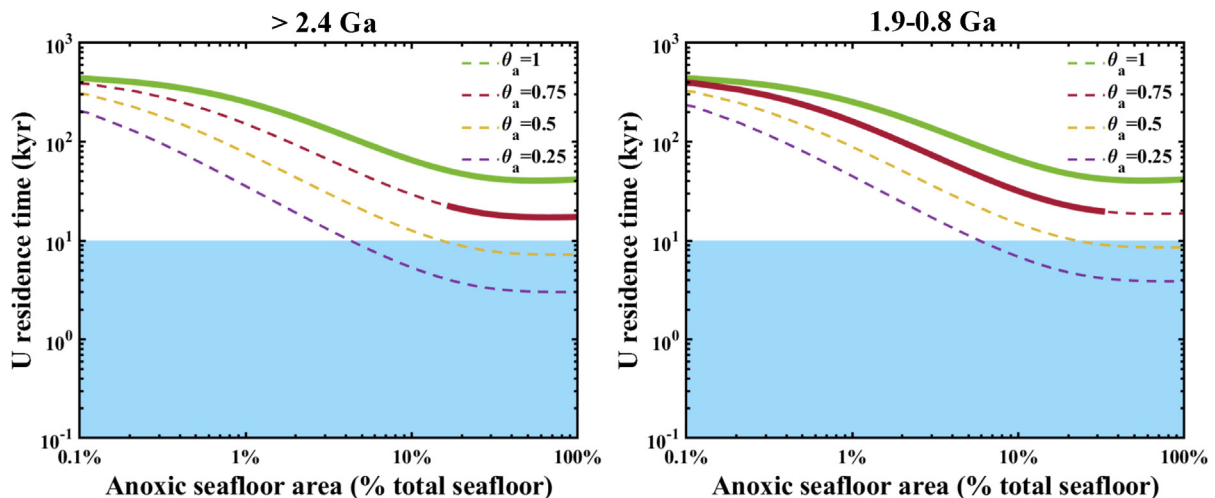 > 2.4 Ga
U residence time (kyr)
10³
10²
10¹
10⁰
10⁻¹
θₐ=1
θₐ=0.75
θₐ=0.5
θₐ=0.25
0.1% 1% 10% 100%
Anoxic seafloor area (% total seafloor)
1.9-0.8 Ga
U residence time (kyr)
10³
10²
10¹
10⁰
10⁻¹
θₐ=1
θₐ=0.75
θₐ=0.5
θₐ=0.25
0.1% 1% 10% 100%
Anoxic seafloor area (% total seafloor)